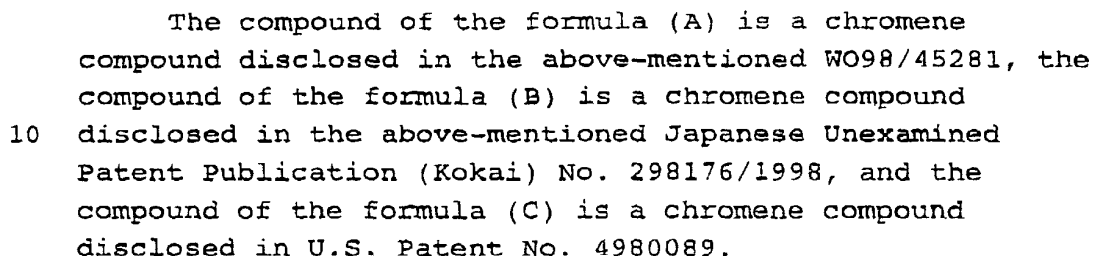 The compound of the formula (A) is a chromene
compound disclosed in the above-mentioned WO98/45281, the
compound of the formula (B) is a chromene compound
10 disclosed in the above-mentioned Japanese Unexamined
Patent Publication (Kokai) No. 298176/1998, and the
compound of the formula (C) is a chromene compound
disclosed in U.S. Patent No. 4980089.